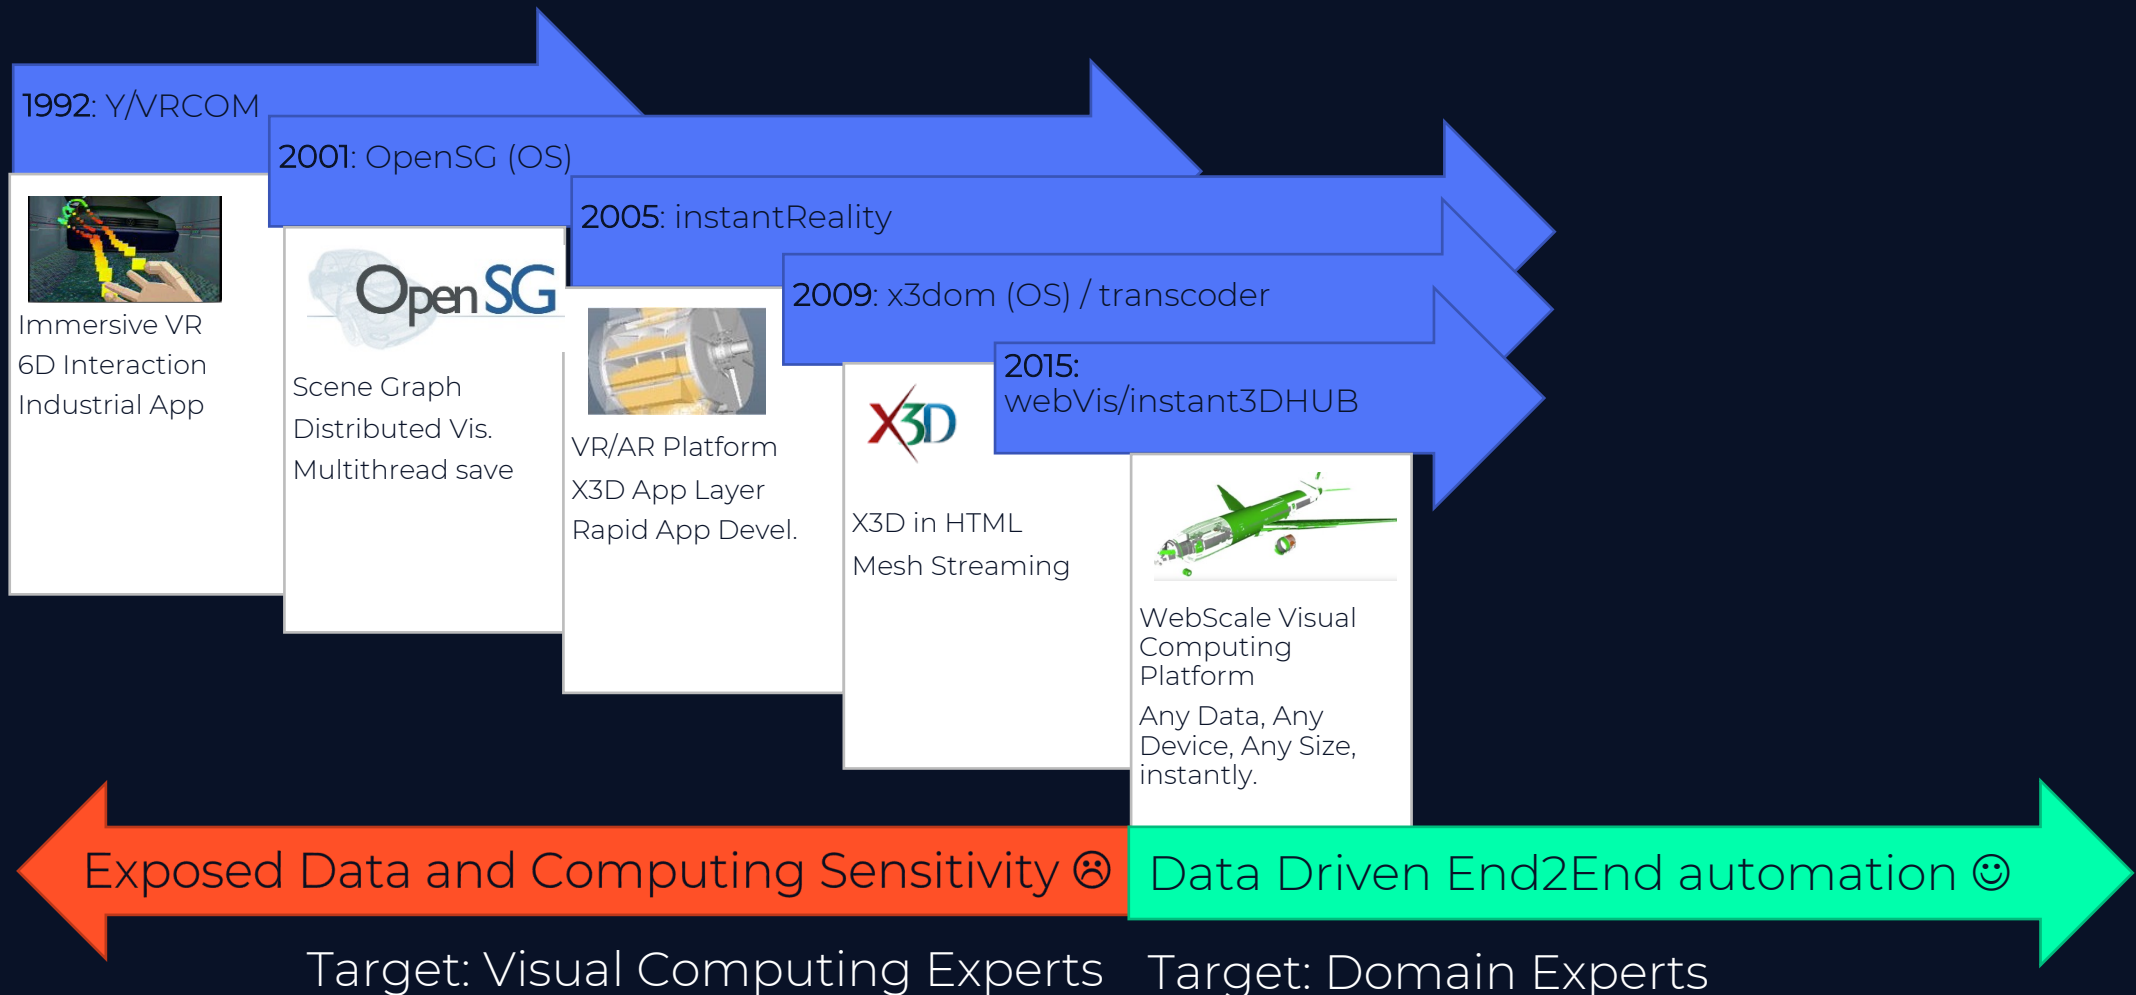 1992: Y/VRCOM
Immersive VR
6D Interaction
Industrial App
2001: OpenSG (OS)
OpenSG
Scene Graph
Distributed Vis.
Multithread save
2005: instantReality
VR/AR Platform
X3D App Layer
Rapid App Devel.
2009: x3dom (OS) / transcoder
X3D
X3D in HTML
Mesh Streaming
2015:
webVis/instant3DHUB
WebScale Visual
Computing
Platform
Any Data, Any
Device, Any Size,
instantly.
Exposed Data and Computing Sensitivity ☹
Data Driven End2End automation ☺
Target: Visual Computing Experts
Target: Domain Experts